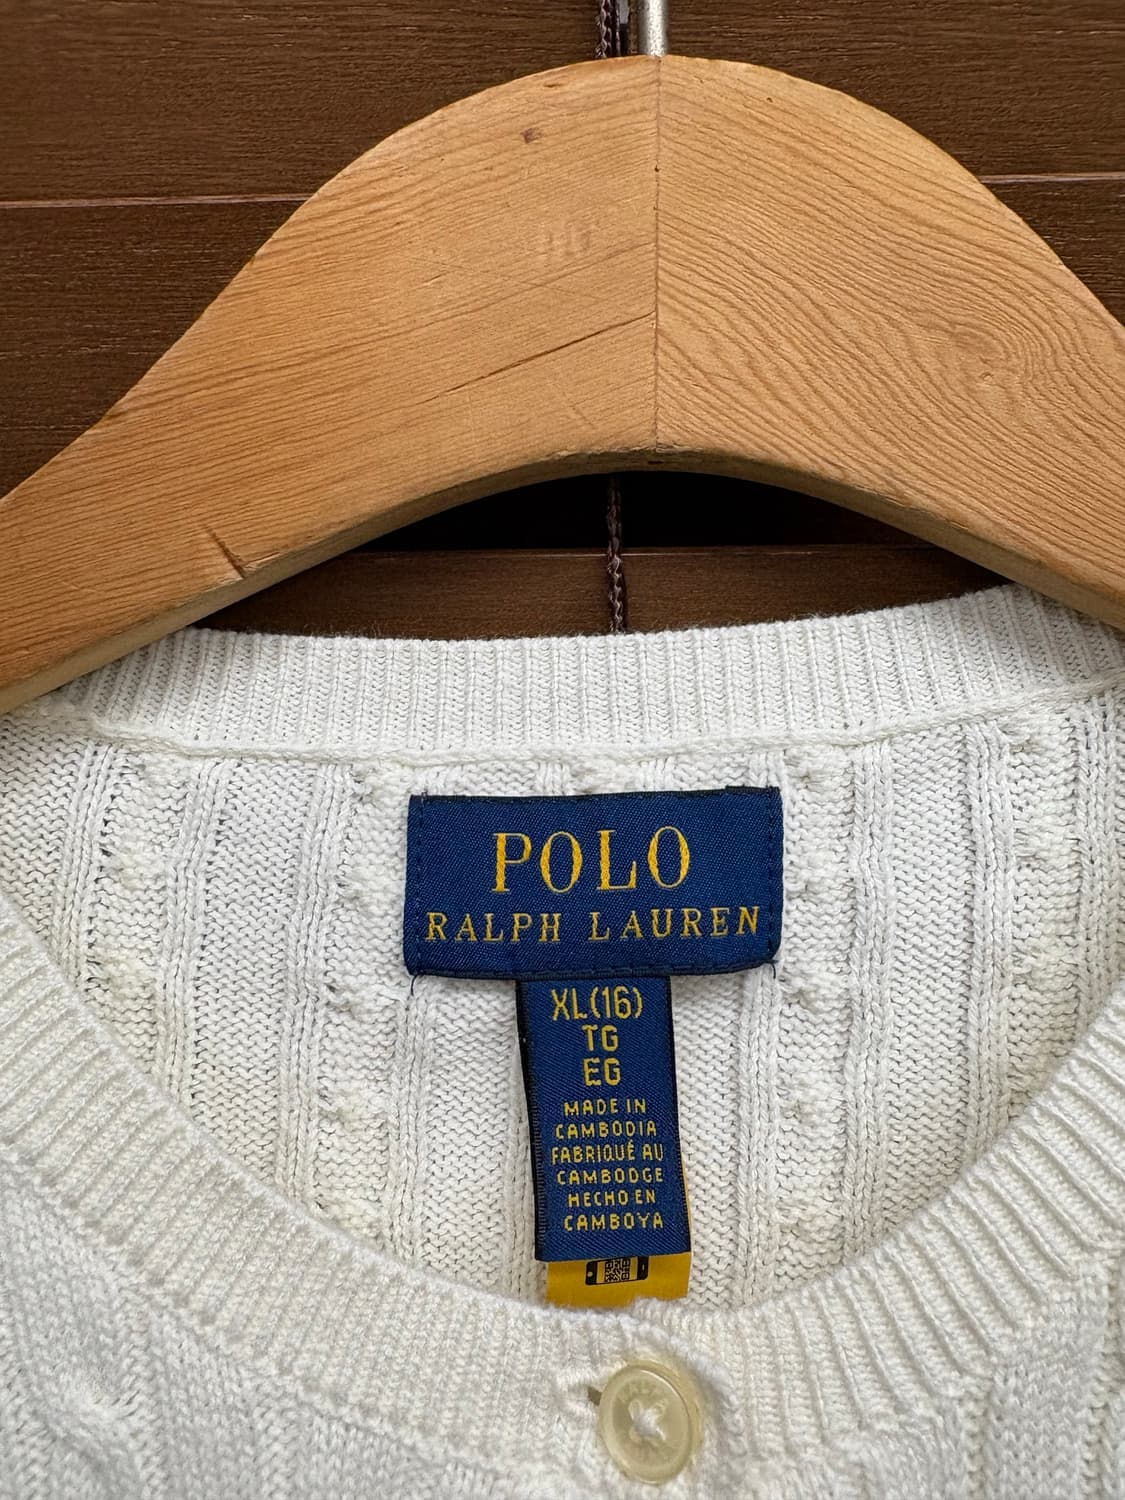 POLO
RALPH LAUREN
XL(16)
TG
EG
MADE IN
CAMBODIA
FABRIQUÉ AU
CAMBODGE
HECHO EN
CAMBOYA